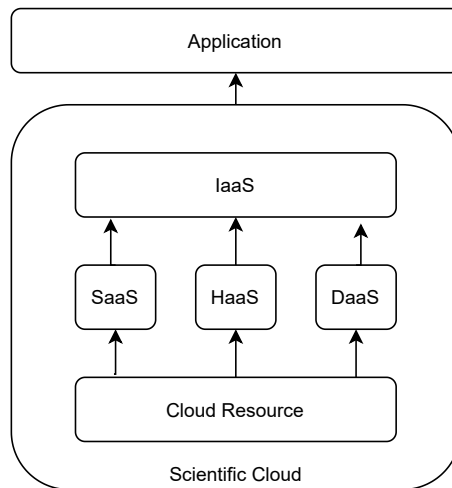 Application
IaaS
SaaS
HaaS
DaaS
Cloud Resource
Scientific Cloud